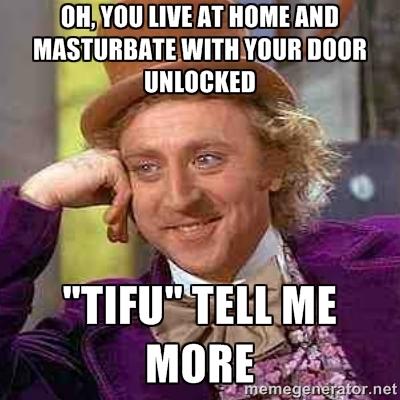 OH, YOU LIVE AT HOME AND
MASTURBATE WITH YOUR DOOR
UNLOCKED
"TIFU" TELL ME
MORE
memegenerator.net